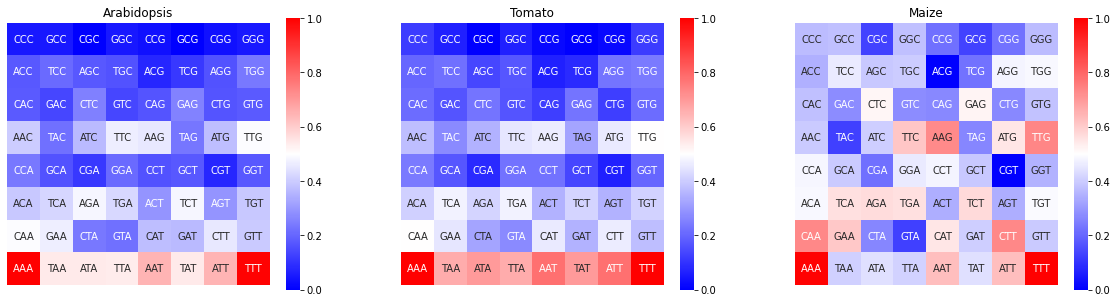 Arabidopsis
CCC GCC CGC GGC CCG GCG CGG GGG
ACC TCC AGC TGC ACG TCG AGG TGG
CAC GAC CTC GTC CAG GAG CTG GTG
AAC TAC ATC TTC AAG TAG ATG TTG
CCA GCA CGA GGA CCT GCT CGT GGT
ACA TCA AGA TGA ACT TCT AGT TGT
CAA GAA CTA GTA CAT GAT CTT GTT
AAA TAA ATA TTA AAT TAT ATT TTT
1.0
0.8
0.6
0.4
0.2
0.0
Tomato
CCC GCC CGC GGC CCG GCG CGG GGG
ACC TCC AGC TGC ACG TCG AGG TGG
CAC GAC CTC GTC CAG GAG CTG GTG
AAC TAC ATC TTC AAG TAG ATG TTG
CCA GCA CGA GGA CCT GCT CGT GGT
ACA TCA AGA TGA ACT TCT AGT TGT
CAA GAA CTA GTA CAT GAT CTT GTT
AAA TAA ATA TTA AAT TAT ATT TTT
1.0
0.8
0.6
0.4
0.2
0.0
Maize
CCC GCC CGC GGC CCG GCG CGG GGG
ACC TCC AGC TGC ACG TCG AGG TGG
CAC GAC CTC GTC CAG GAG CTG GTG
AAC TAC ATC TTC AAG TAG ATG TTG
CCA GCA CGA GGA CCT GCT CGT GGT
ACA TCA AGA TGA ACT TCT AGT TGT
CAA GAA CTA GTA CAT GAT CTT GTT
AAA TAA ATA TTA AAT TAT ATT TTT
1.0
0.8
0.6
0.4
0.2
0.0